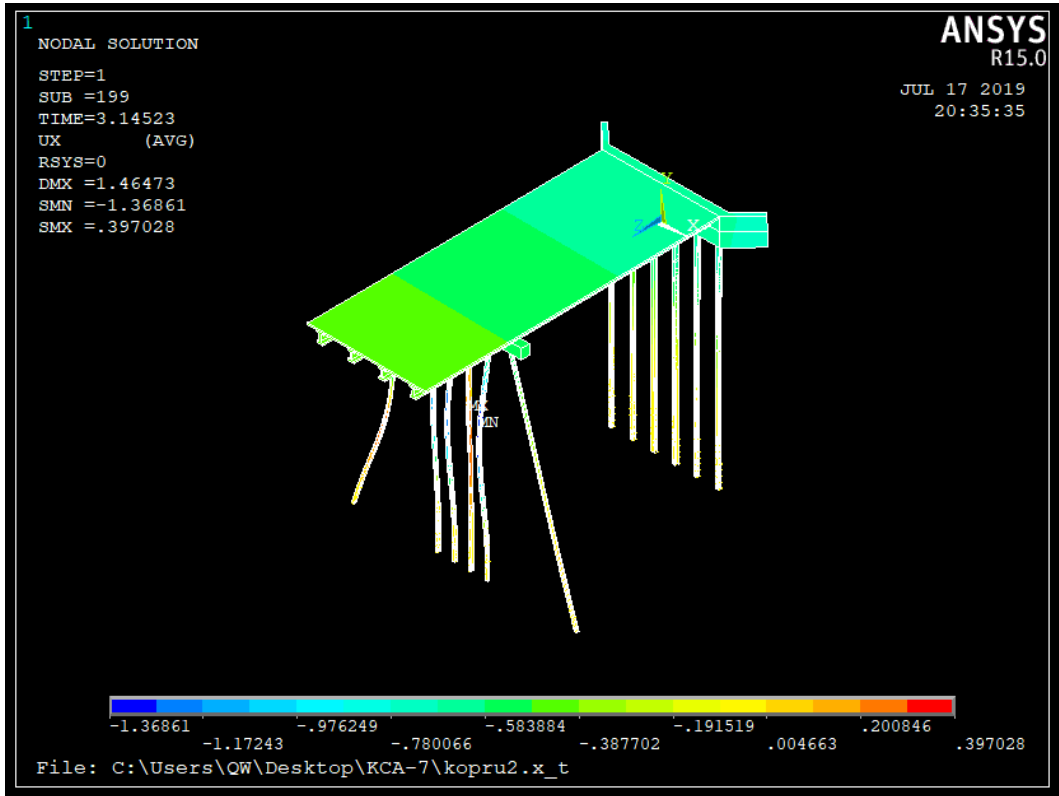 1
NODAL SOLUTION
STEP=1
SUB =199
TIME=3.14523
UX (AVG)
RSYS=0
DMX =1.46473
SMN =-1.36861
SMX =.397028
ANSYS
R15.0
JUL 17 2019
20:35:35
Y
Z X
MX
MN
-1.36861 -.976249 -.583884 -.191519 .200846
-1.17243 -.780066 -.387702 .004663 .397028
File: C:\Users\QW\Desktop\KCA-7\kopru2.x_t